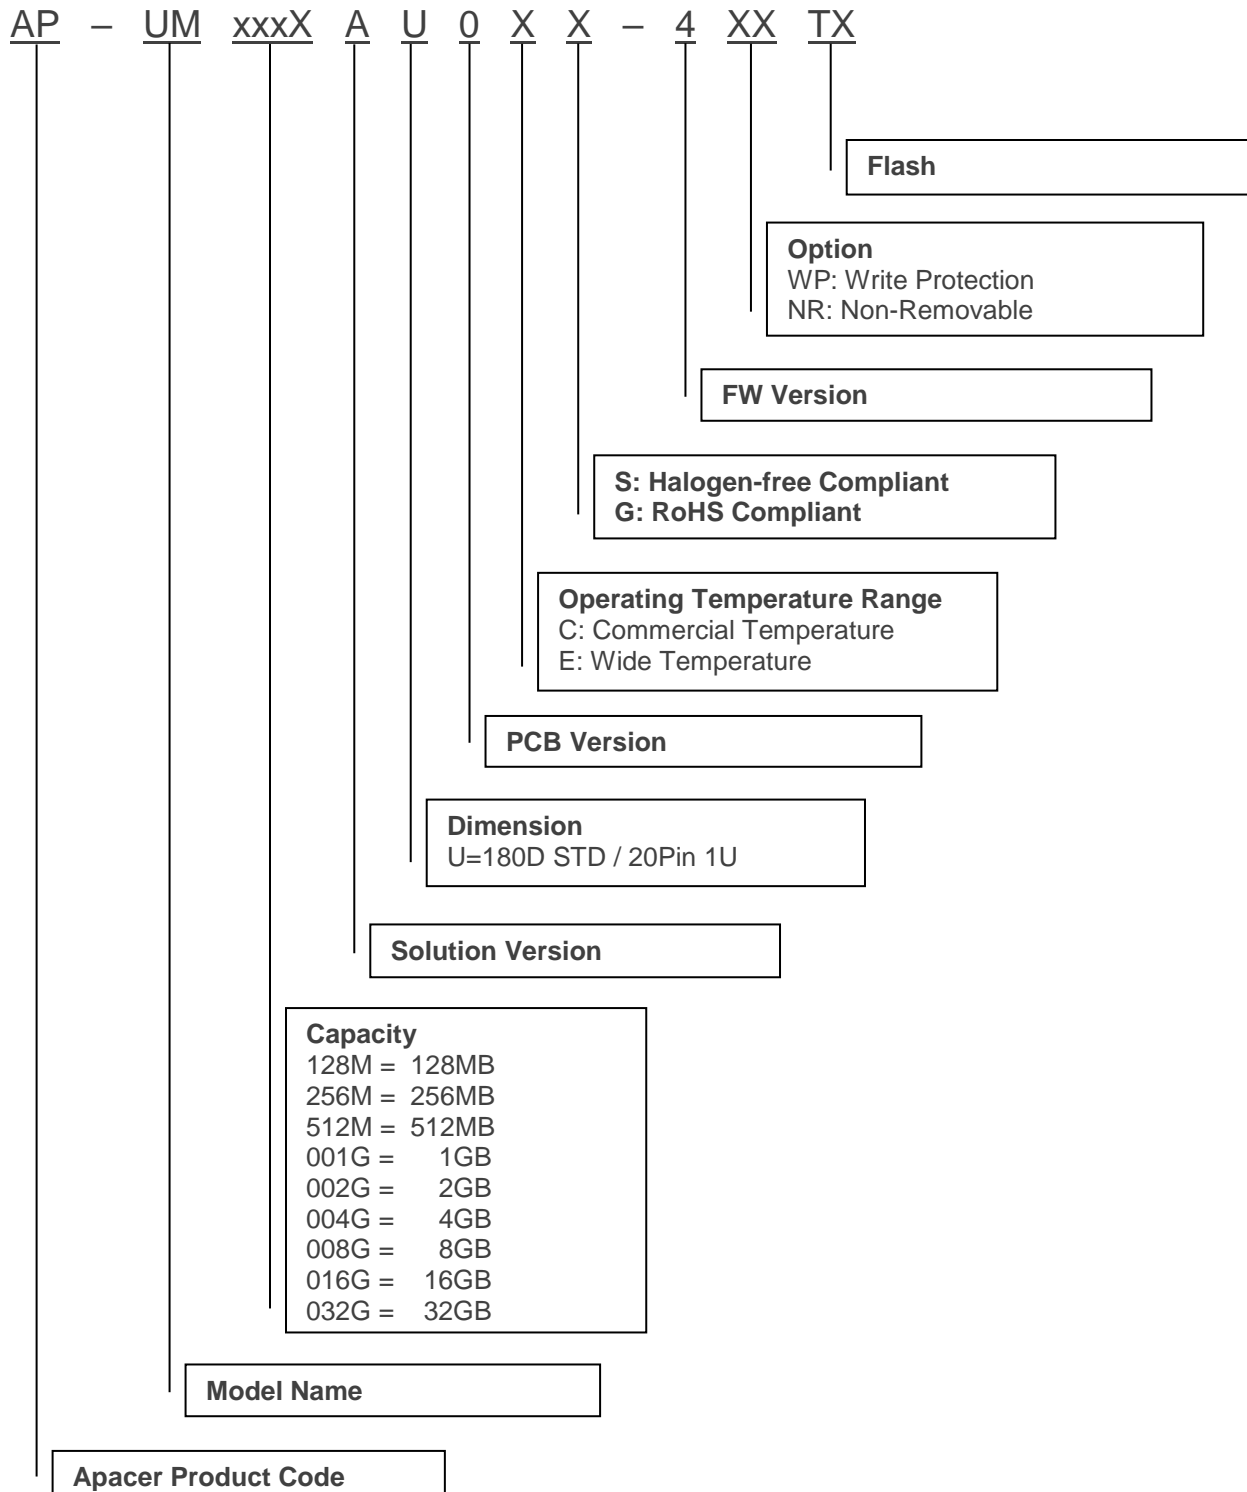 AP – UM xxxX A U 0 X X – 4 XX TX
Flash
Option
WP: Write Protection
NR: Non-Removable
FW Version
S: Halogen-free Compliant
G: RoHS Compliant
Operating Temperature Range
C: Commercial Temperature
E: Wide Temperature
PCB Version
Dimension
U=180D STD / 20Pin 1U
Solution Version
Capacity
128M = 128MB
256M = 256MB
512M = 512MB
001G = 1GB
002G = 2GB
004G = 4GB
008G = 8GB
016G = 16GB
032G = 32GB
Model Name
Apacer Product Code